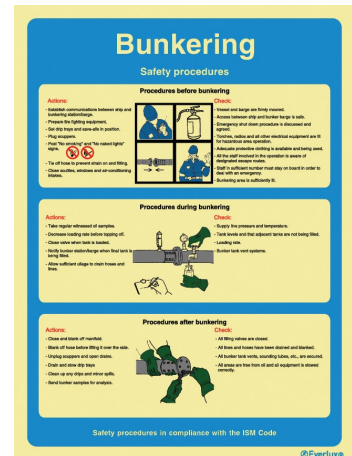 Bunkering
Safety procedures
Procedures before bunkering
Actions:
- Establish communications between ship and
bunkering station/barge.
- Prepare fire fighting equipment.
- Set drip trays and save-alls in position.
- Plug scuppers.
- Post "No smoking" and "No naked lights"
signs.
- Tie off hose to prevent strain on and fitting.
- Close scuttles, windows and air-conditioning
intakes.
Check:
- Vessel and barge are firmly moored.
- Access between ship and bunker barge is safe.
- Emergency shut down procedure is discussed and
agreed.
- Torches, radios and all other electrical equipment are fit
for hazardous area operation.
- Adequate protective clothing is available and being used.
- All the staff involved in the operation is aware of
designated escape routes.
- Staff in sufficient number must stay on board in order to
deal with an emergency.
- Bunkering area is sufficiently lit.
Procedures during bunkering
Actions:
- Take regular witnessed oil samples.
- Decrease loading rate before topping off.
- Close valve when tank is loaded.
- Notify bunker station/barge when final tank is
being filled.
- Allow sufficient ullage to drain hoses and
lines.
Check:
- Supply line pressure and temperature.
- Tank levels and that adjacent tanks are not being filled.
- Loading rate.
- Bunker tank vent systems.
Procedures after bunkering
Actions:
- Close and blank off manifold.
- Blank off hose before lifting it over the side.
- Unplug scuppers and open drains.
- Drain and stow drip trays
- Clean up any drips and minor spills.
- Send bunker samples for analysis.
Check:
- All filling valves are closed.
- All lines and hoses have been drained and blanked.
- All bunker tank vents, sounding tubes, etc., are secured.
- All areas are free from oil and all equipment is stowed
correctly.
Safety procedures in compliance with the ISM Code
Everlux